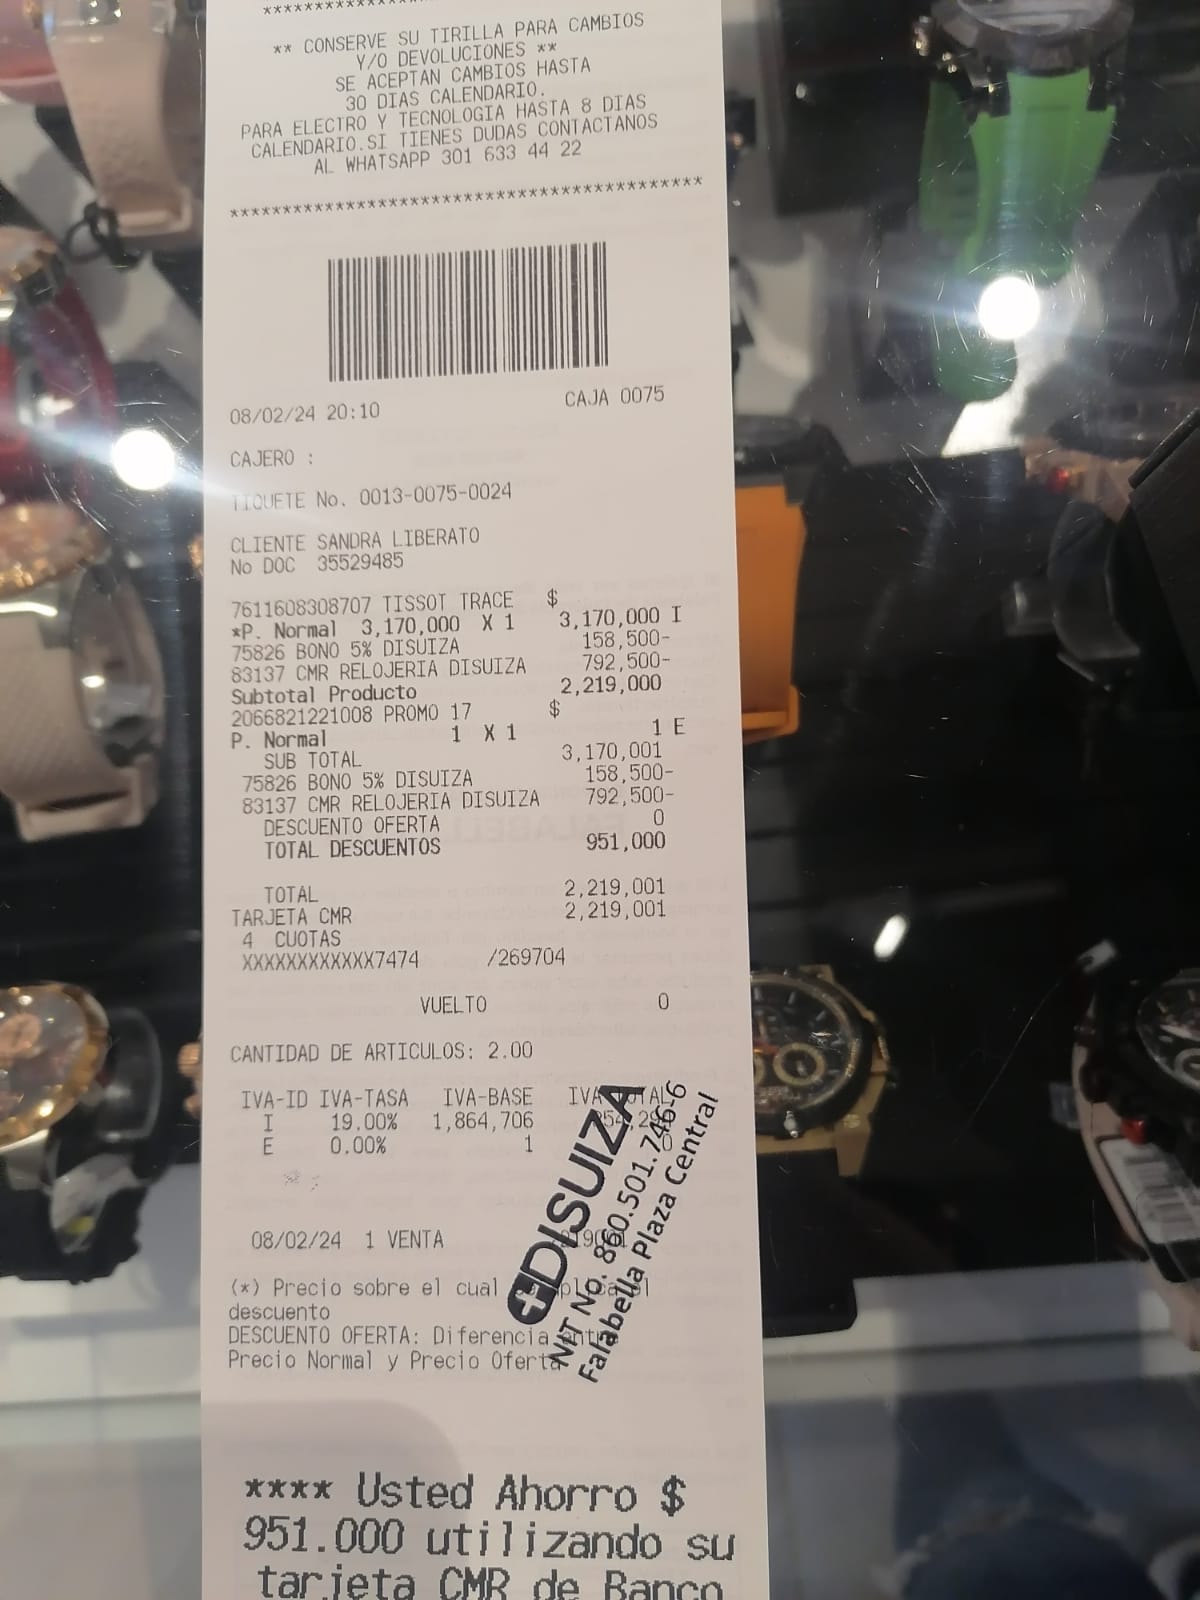 ** CONSERVE SU TIRILLA PARA CAMBIOS
Y/O DEVOLUCIONES **
SE ACEPTAN CAMBIOS HASTA
30 DIAS CALENDARIO.
PARA ELECTRO Y TECNOLOGIA HASTA 8 DIAS
CALENDARIO.SI TIENES DUDAS CONTACTANOS
AL WHATSAPP 301 633 44 22
*********************************************
08/02/24 20:10 CAJA 0075
CAJERO :
TIQUETE No. 0013-0075-0024
CLIENTE SANDRA LIBERATO
No DOC 35529485
7611608308707 TISSOT TRACE $
*P. Normal 3,170,000 X 1 3,170,000 I
75826 BONO 5% DISUIZA 158,500-
83137 CMR RELOJERIA DISUIZA 792,500-
Subtotal Producto 2,219,000
2066821221008 PROMO 17 $
P. Normal 1 X 1 1 E
SUB TOTAL 3,170,001
75826 BONO 5% DISUIZA 158,500-
83137 CMR RELOJERIA DISUIZA 792,500-
DESCUENTO OFERTA 0
TOTAL DESCUENTOS 951,000
TOTAL 2,219,001
TARJETA CMR 2,219,001
4 CUOTAS
XXXXXXXXXXXX7474 /269704
VUELTO 0
CANTIDAD DE ARTICULOS: 2.00
IVA-ID IVA-TASA IVA-BASE IVA-TOTAL
I 19.00% 1,864,706
E 0.00% 1
08/02/24 1 VENTA
(*) Precio sobre el cual
descuento
DESCUENTO OFERTA: Diferencia entre
Precio Normal y Precio Oferta
DISUIZA
NIT No. 860.501.746-6
Falabella Plaza Central
**** Usted Ahorro $
951.000 utilizando su
tarjeta CMR de Banco